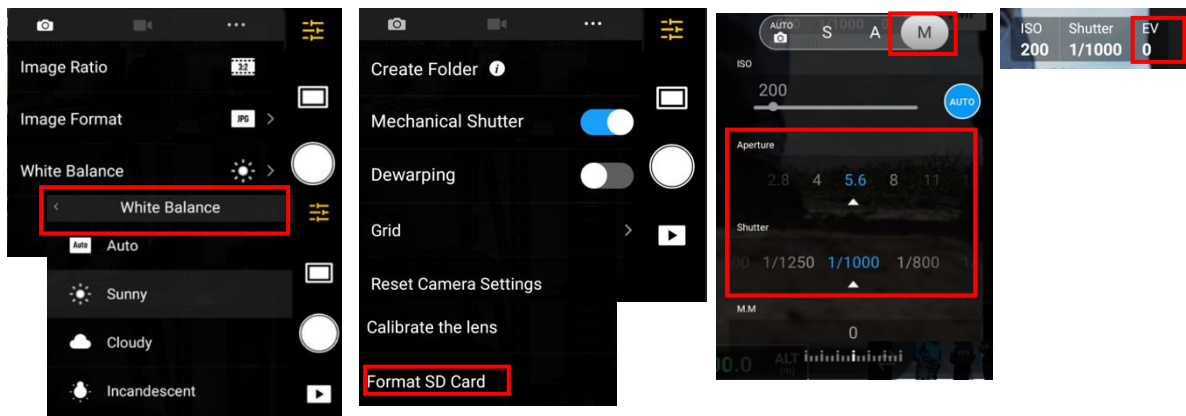 Image Ratio 3:2
Image Format JPG >
White Balance >
< White Balance
Auto Auto
Sunny
Cloudy
Incandescent
Create Folder i
Mechanical Shutter
Dewarping
Grid >
Reset Camera Settings
Calibrate the lens
Format SD Card
AUTO S A M
ISO
200
AUTO
Aperture
2.8 4 5.6 8 11
Shutter
1/1250 1/1000 1/800
M.M
0
ALT
(m)
ISO Shutter EV
200 1/1000 0